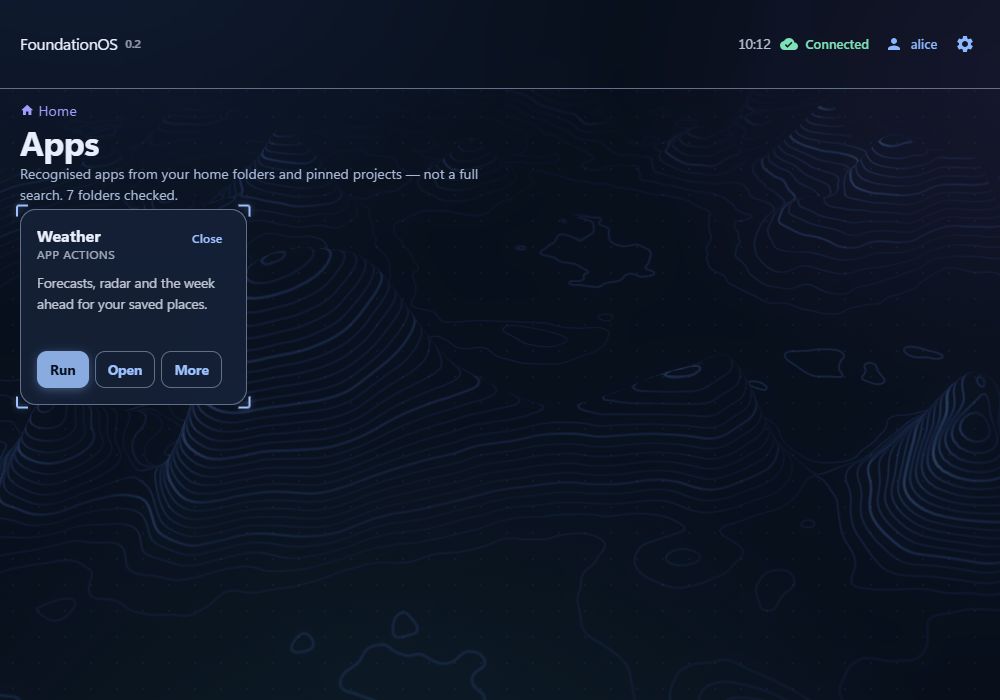 FoundationOS 0.2
10:12 Connected alice
Home
Apps
Recognised apps from your home folders and pinned projects — not a full
search. 7 folders checked.
Weather
Close
APP ACTIONS
Forecasts, radar and the week
ahead for your saved places.
Run Open More